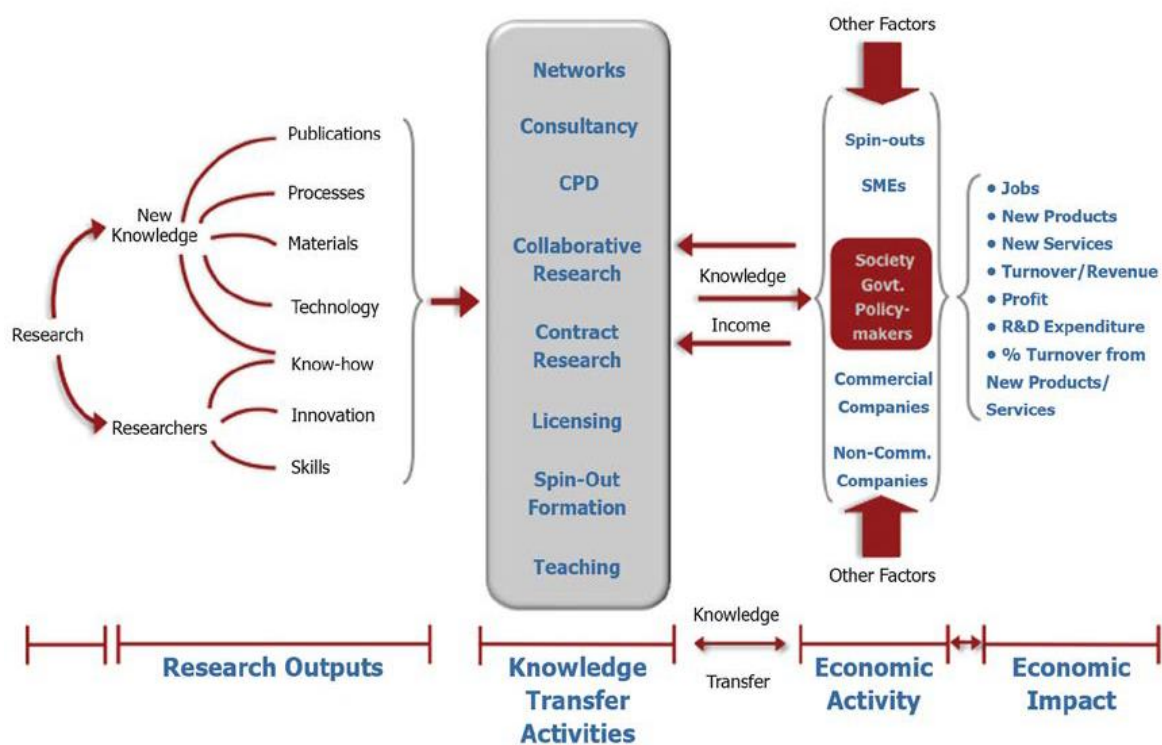 Research
New
Knowledge
Researchers
Publications
Processes
Materials
Technology
Know-how
Innovation
Skills
Networks
Consultancy
CPD
Collaborative
Research
Contract
Research
Licensing
Spin-Out
Formation
Teaching
Knowledge
Income
Other Factors
Spin-outs
SMEs
Society
Govt.
Policy-
makers
Commercial
Companies
Non-Comm.
Companies
Other Factors
• Jobs
• New Products
• New Services
• Turnover/Revenue
• Profit
• R&D Expenditure
• % Turnover from
New Products/
Services
Research Outputs
Knowledge
Transfer
Activities
Knowledge
Transfer
Economic
Activity
Economic
Impact